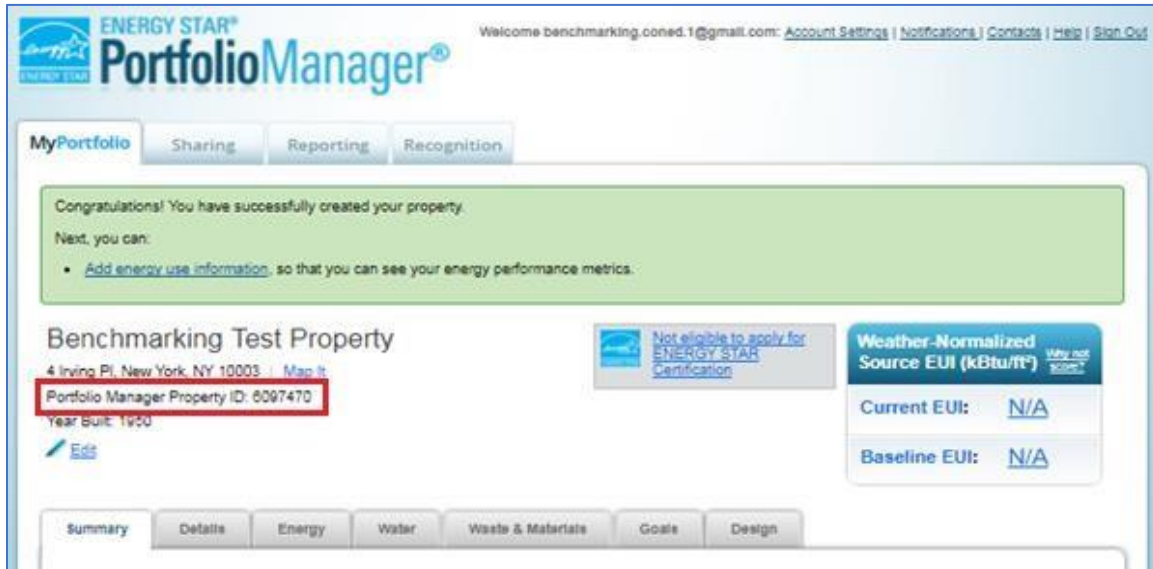 ENERGY STAR®
PortfolioManager®
ENERGY STAR
Welcome benchmarking.coned.1@gmail.com: Account Settings | Notifications | Contacts | Help | Sign Out
MyPortfolio Sharing Reporting Recognition
Congratulations! You have successfully created your property.
Next, you can:
• Add energy use information, so that you can see your energy performance metrics.
Benchmarking Test Property
4 Irving Pl, New York, NY 10003 | Map It
Portfolio Manager Property ID: 6097470
Year Built: 1950
Edit
Not eligible to apply for
ENERGY STAR
Certification
Weather-Normalized
Source EUI (kBtu/ft²) Why not
score?
Current EUI: N/A
Baseline EUI: N/A
Summary Details Energy Water Waste & Materials Goals Design